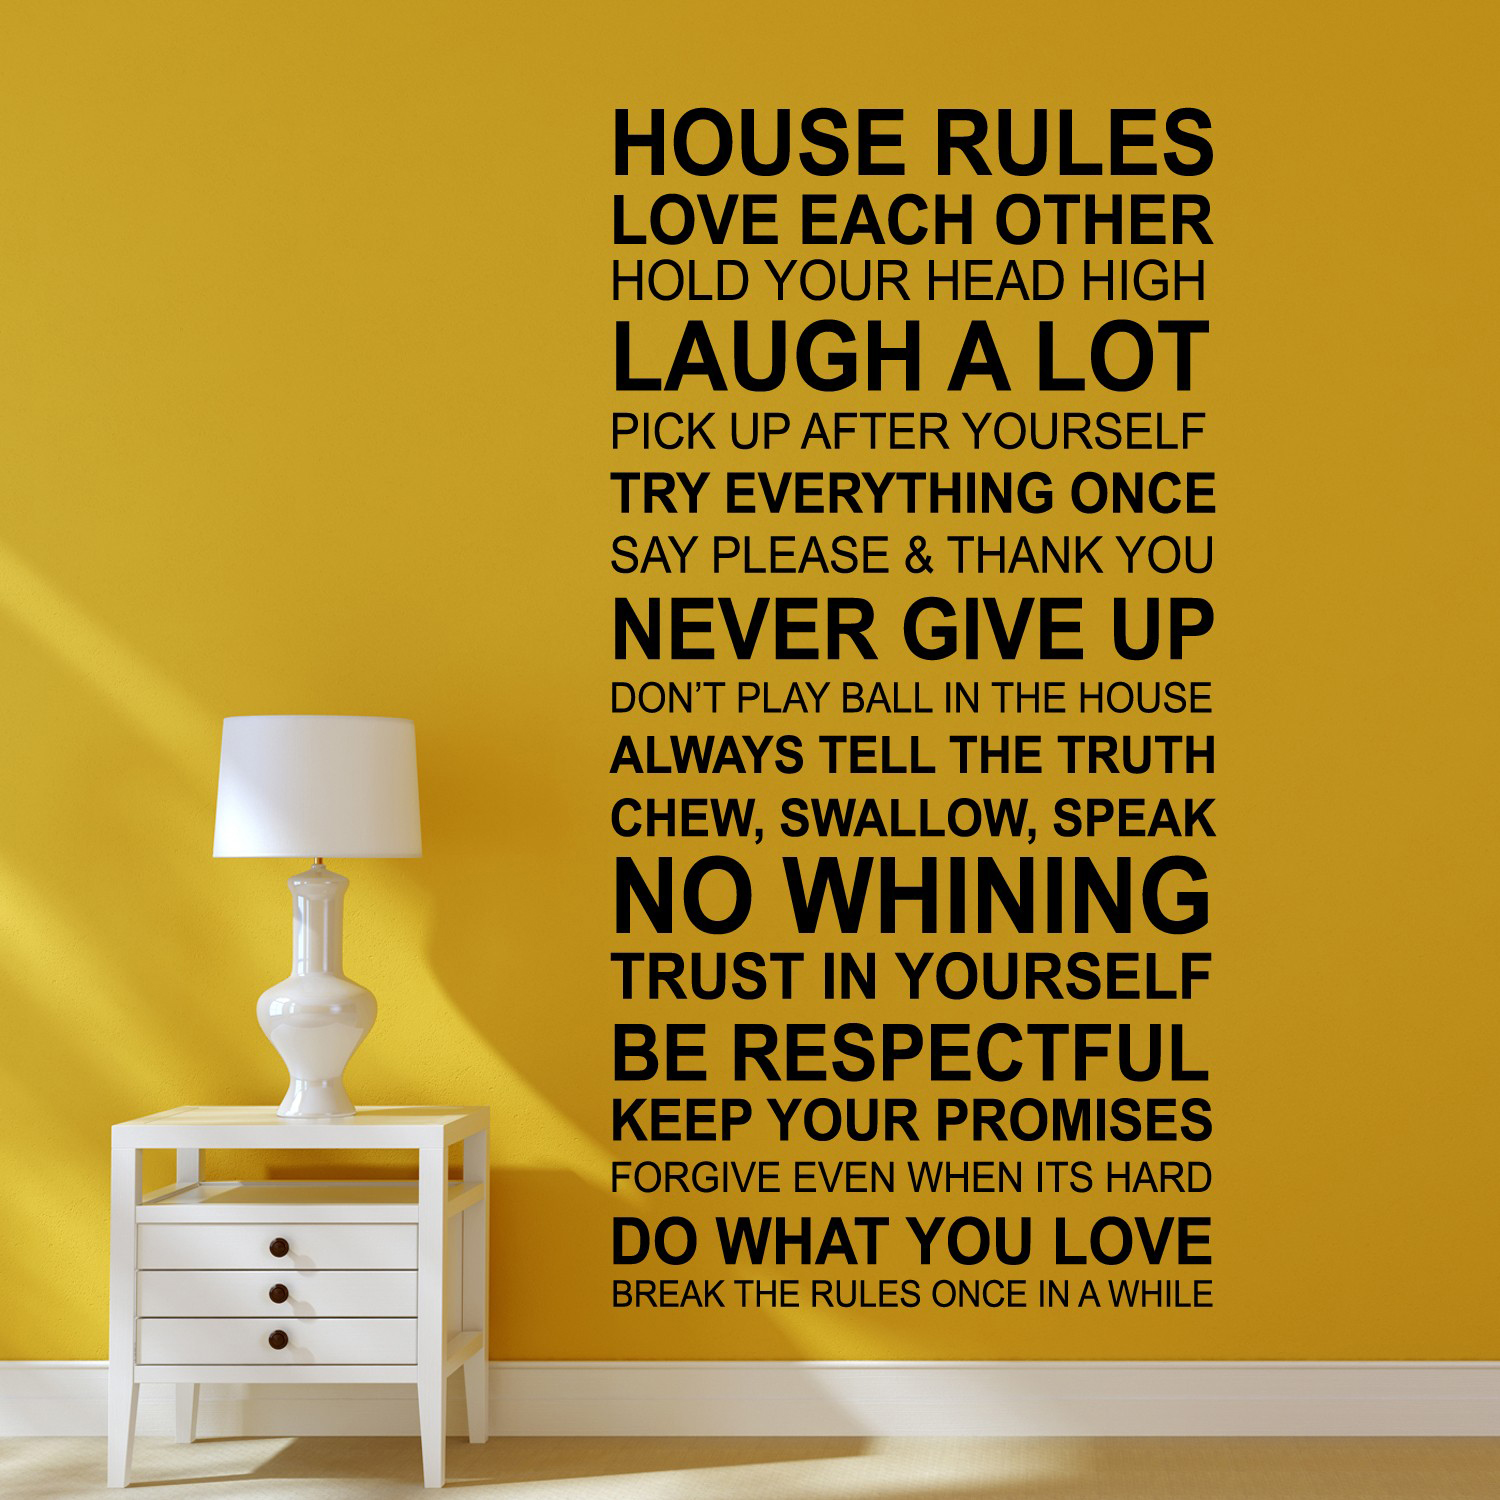 HOUSE RULES
LOVE EACH OTHER
HOLD YOUR HEAD HIGH
LAUGH A LOT
PICK UP AFTER YOURSELF
TRY EVERYTHING ONCE
SAY PLEASE & THANK YOU
NEVER GIVE UP
DON’T PLAY BALL IN THE HOUSE
ALWAYS TELL THE TRUTH
CHEW, SWALLOW, SPEAK
NO WHINING
TRUST IN YOURSELF
BE RESPECTFUL
KEEP YOUR PROMISES
FORGIVE EVEN WHEN ITS HARD
DO WHAT YOU LOVE
BREAK THE RULES ONCE IN A WHILE